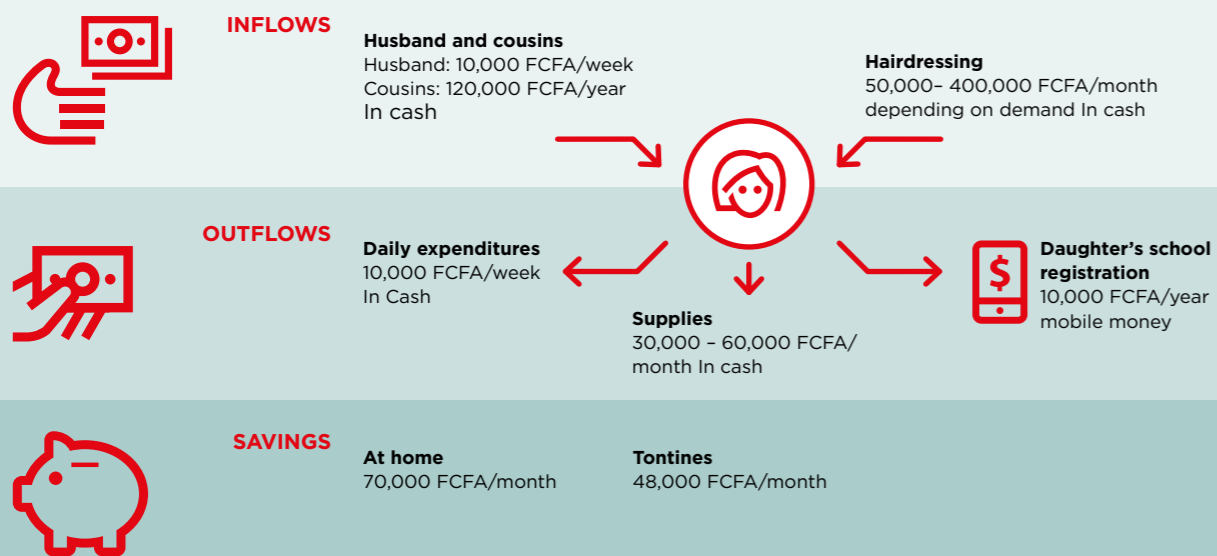 INFLOWS
Husband and cousins
Husband: 10,000 FCFA/week
Cousins: 120,000 FCFA/year
In cash
Hairdressing
50,000– 400,000 FCFA/month
depending on demand In cash
OUTFLOWS
Daily expenditures
10,000 FCFA/week
In Cash
Supplies
30,000 – 60,000 FCFA/
month In cash
$
Daughter's school
registration
10,000 FCFA/year
mobile money
SAVINGS
At home
70,000 FCFA/month
Tontines
48,000 FCFA/month